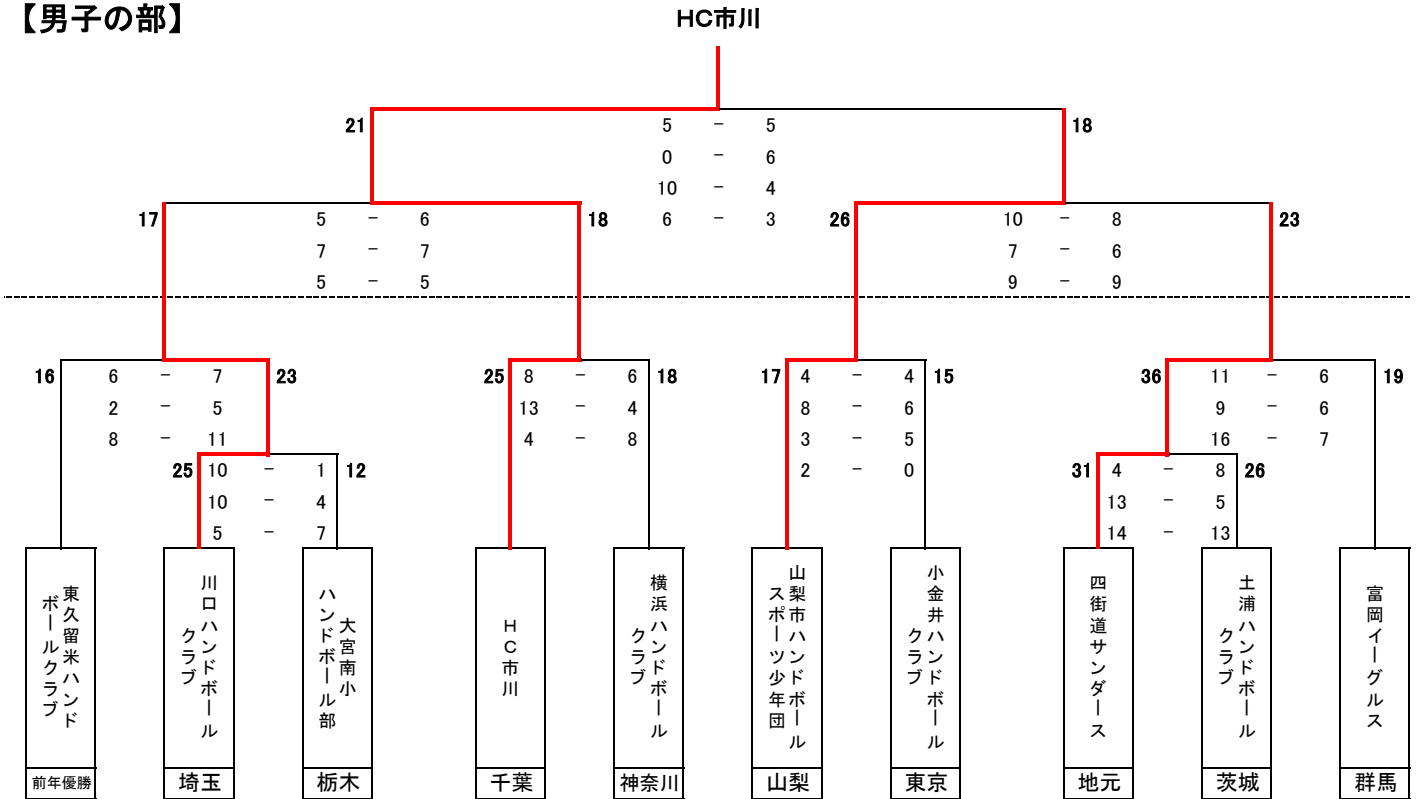 【男子の部】
HC市川
21 5 - 5 18
0 - 6
10 - 4
6 - 3
17 5 - 6 18
7 - 7
5 - 5
26 10 - 8 23
7 - 6
9 - 9
16 6 - 7 23
2 - 5
8 - 11
25 8 - 6 18
13 - 4
4 - 8
17 4 - 4 15
8 - 6
3 - 5
2 - 0
36 11 - 6 19
9 - 6
16 - 7
25 10 - 1 12
10 - 4
5 - 7
31 4 - 8 26
13 - 5
14 - 13
東久留米ハンド
ボールクラブ
前年優勝
川口ハンドボール
クラブ
埼玉
大宮南小
ハンドボール部
栃木
HC市川
千葉
横浜ハンドボール
クラブ
神奈川
山梨市ハンドボール
スポーツ少年団
山梨
小金井ハンドボール
クラブ
東京
四街道サンダース
地元
土浦ハンドボール
クラブ
茨城
富岡イーグルス
群馬